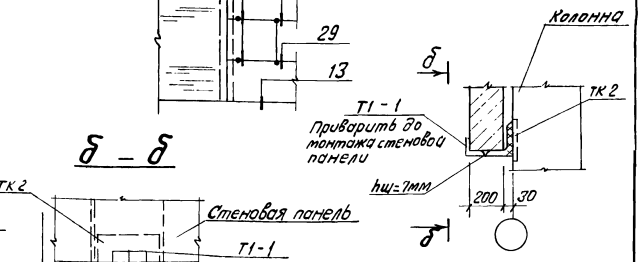 29
13
Колонна
б
ТК 2
Т1-1
Приварить до
монтажа стеновой
панели
hш=7мм
200
30
б
б - б
ТК 2
Стеновая панель
Т1-1